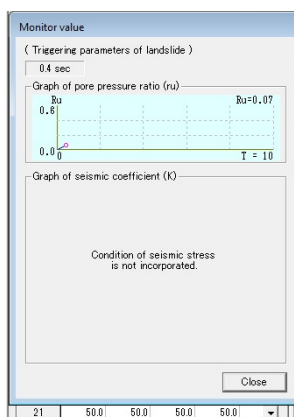 Monitor value
( Triggering parameters of landslide )
0.4 sec
Graph of pore pressure ratio (ru)
Ru
Ru=0.07
0.6
0.0
0
T = 10
Graph of seismic coefficient (K)
Condition of seismic stress
is not incorporated.
Close
21 50.0 50.0 50.0 50.0